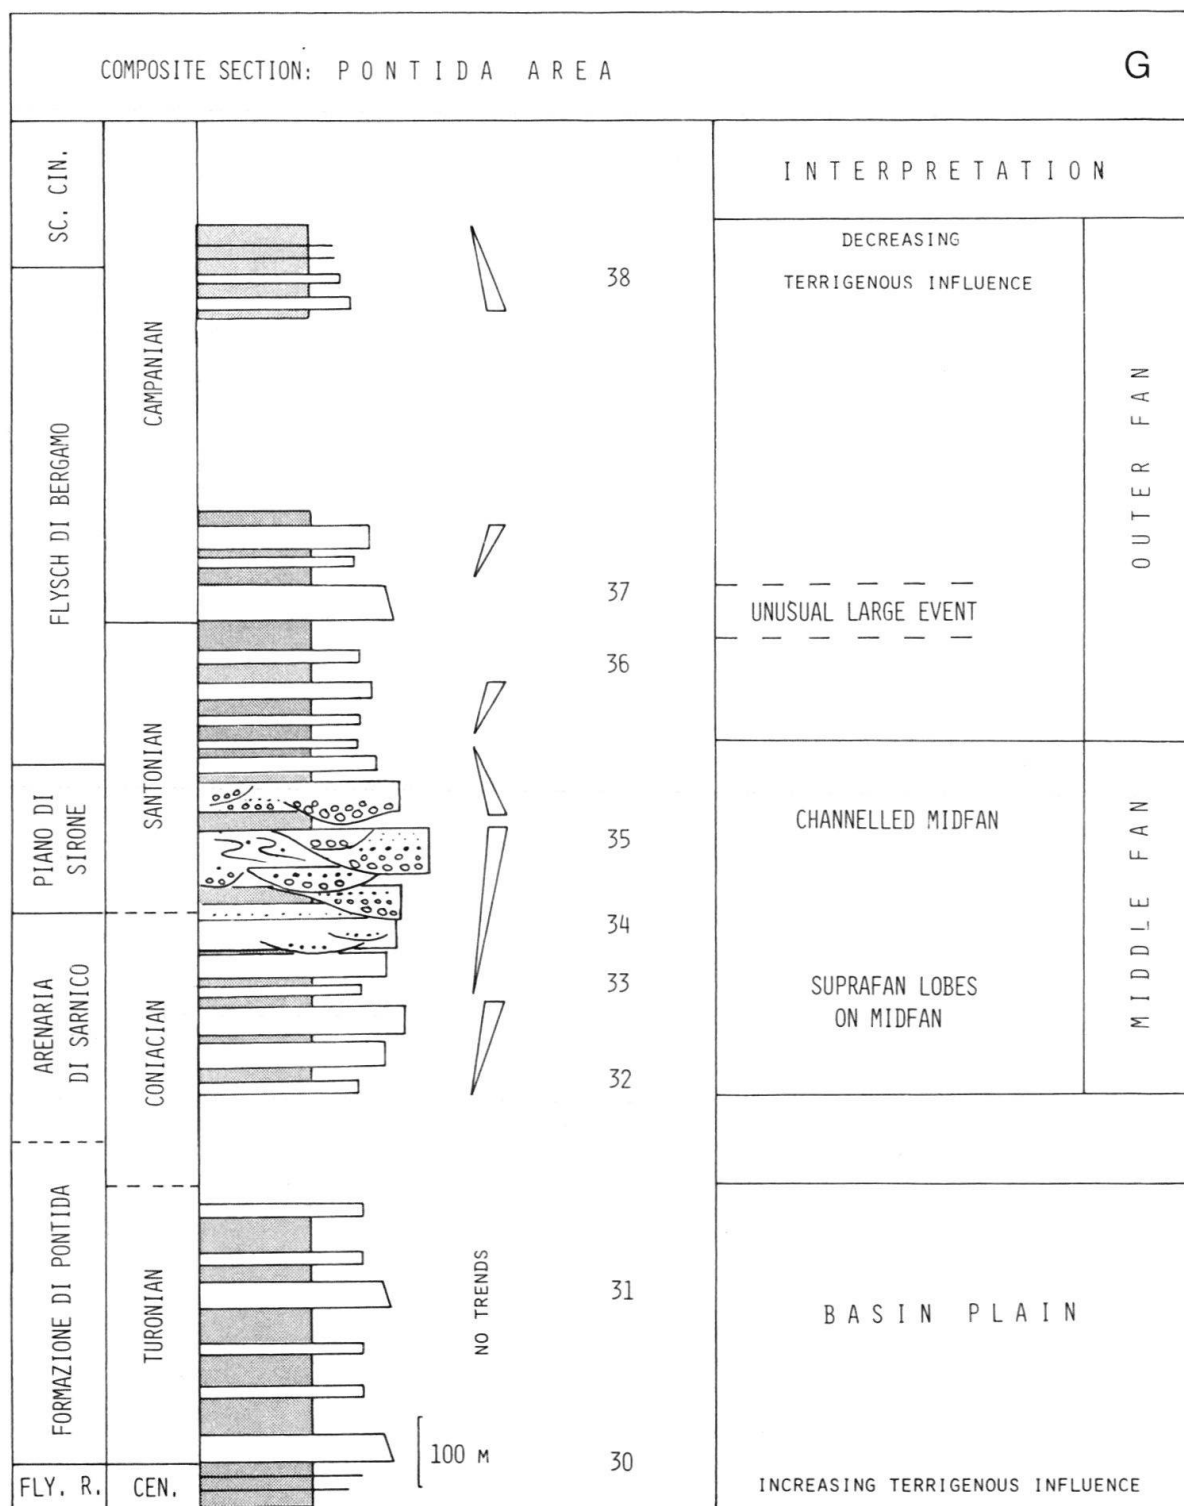 COMPOSITE SECTION: PONTIDA AREA
G
SC. CIN.
FLYSCH DI BERGAMO
PIANO DI
SIRONE
ARENARIA
DI SARNICO
FORMAZIONE DI PONTIDA
FLY. R.
CAMPANIAN
SANTONIAN
CONIACIAN
TURONIAN
CEN.
NO TRENDS
100 M
38
37
36
35
34
33
32
31
30
INTERPRETATION
DECREASING
TERRIGENOUS INFLUENCE
UNUSUAL LARGE EVENT
CHANNELLED MIDFAN
SUPRAFAN LOBES
ON MIDFAN
BASIN PLAIN
INCREASING TERRIGENOUS INFLUENCE
OUTER FAN
MIDDLE FAN